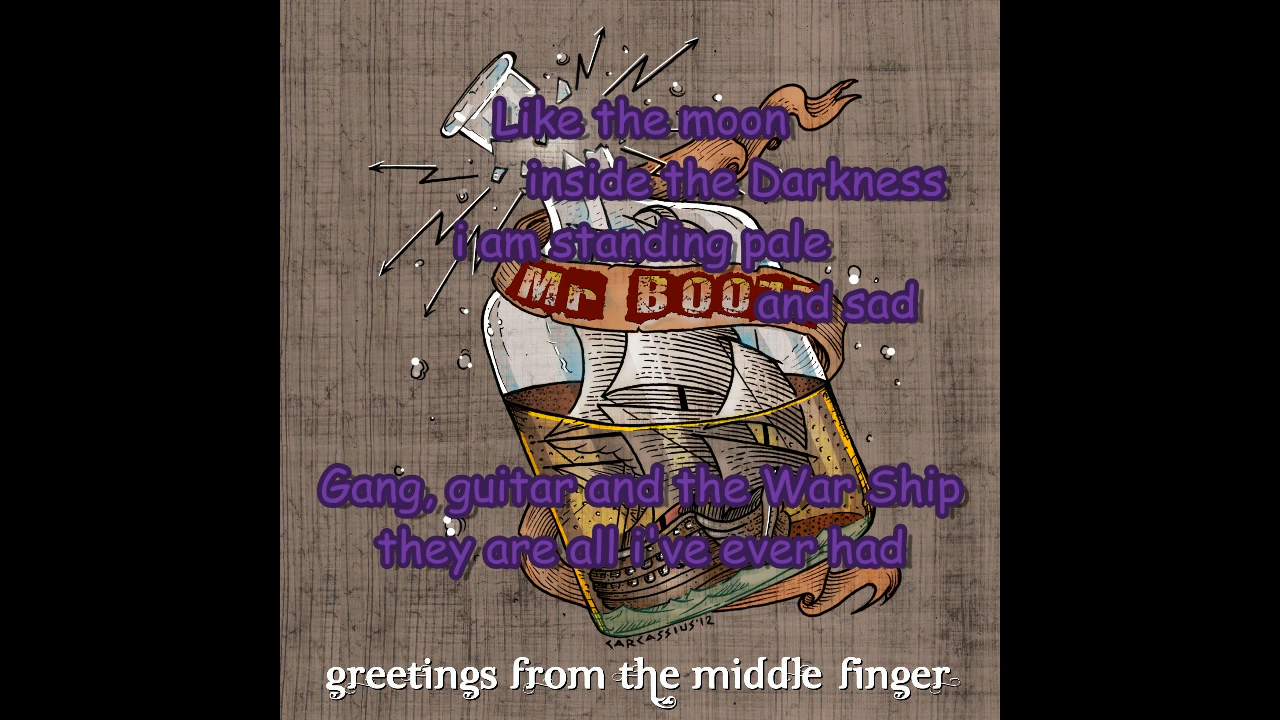 Like the moon
inside the Darkness
i am standing pale
Mr BOO
and sad
Gang, guitar and the War Ship
they are all i've ever had
CARCASSIUS'12
greetings from the middle finger